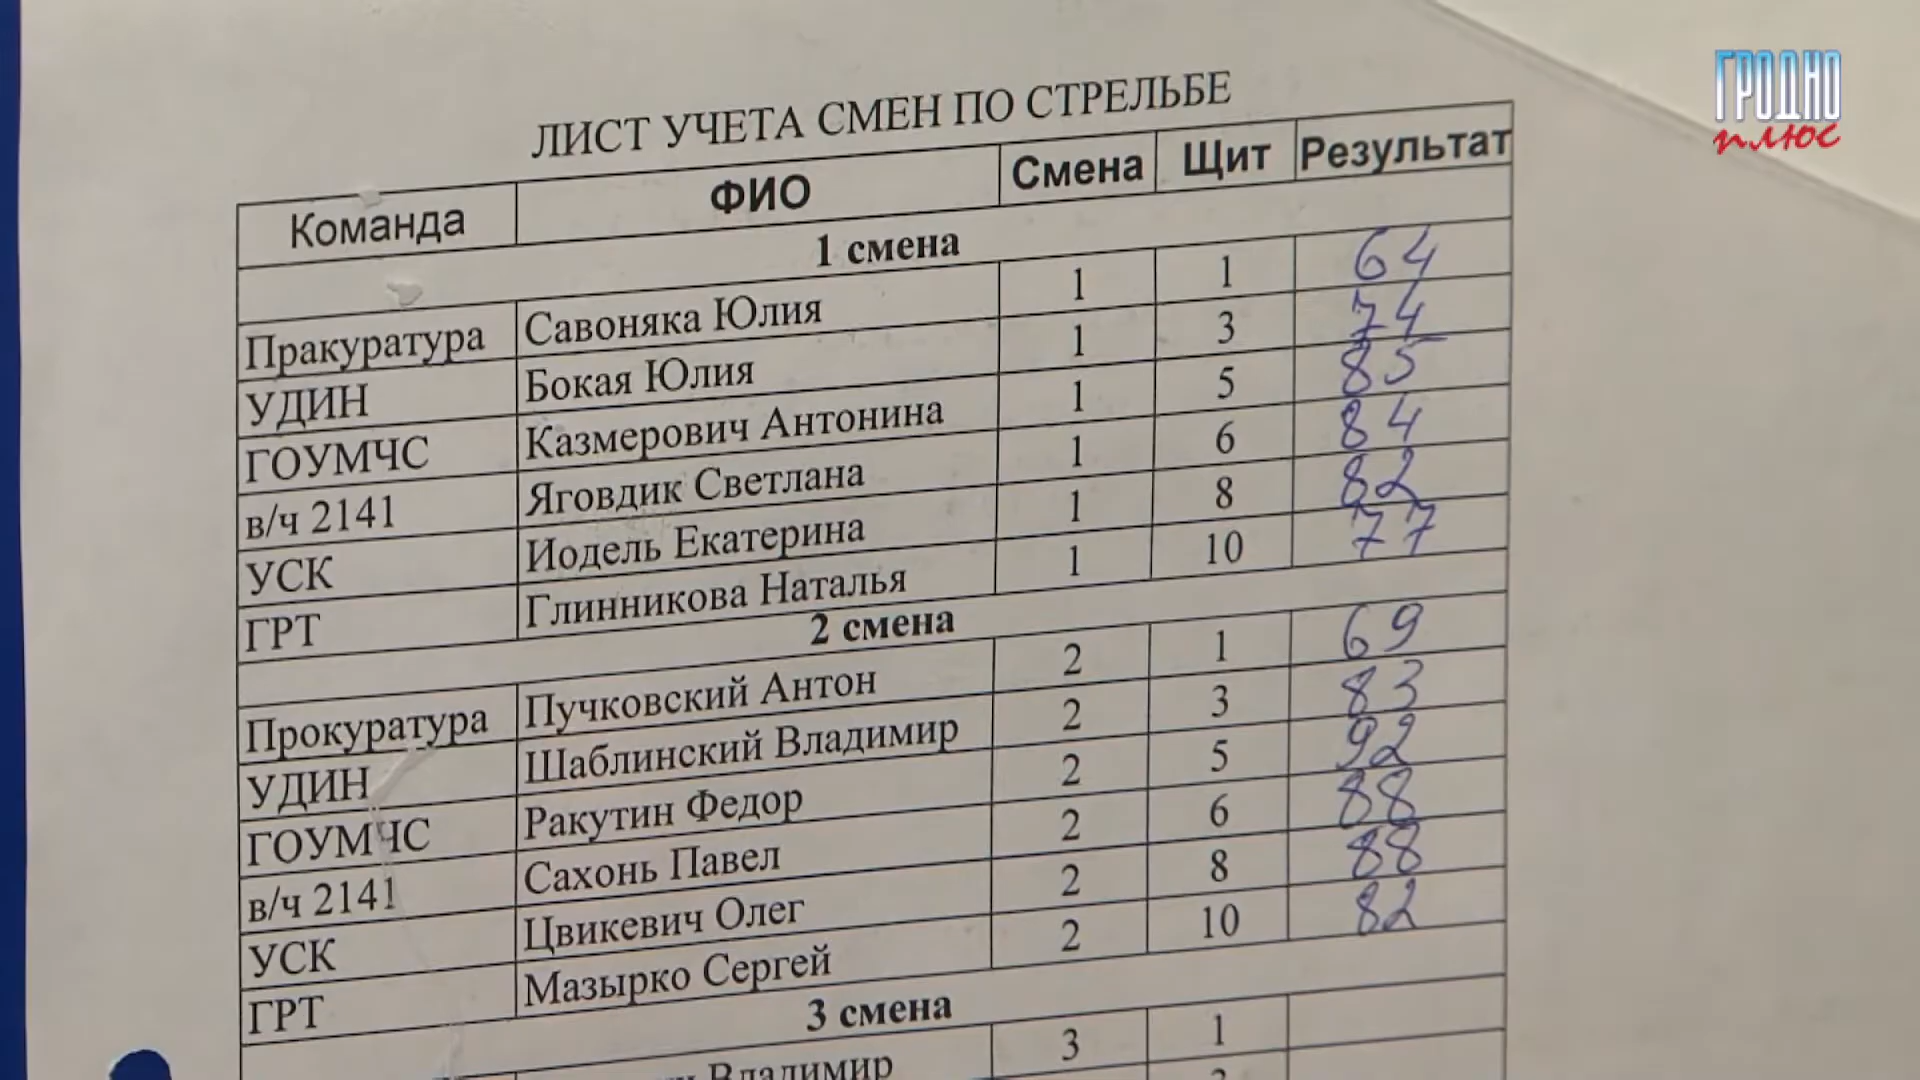 ГРОДНО
плюс
ЛИСТ УЧЕТА СМЕН ПО СТРЕЛЬБЕ
Команда ФИО Смена Щит Результат
1 смена
Пракуратура Савоняка Юлия 1 1 64
УДИН Бокая Юлия 1 3 74
ГОУМЧС Казмерович Антонина 1 5 85
в/ч 2141 Яговдик Светлана 1 6 84
УСК Иодель Екатерина 1 8 82
ГРТ Глинникова Наталья 1 10 77
2 смена
Прокуратура Пучковский Антон 2 1 69
УДИН Шаблинский Владимир 2 3 83
ГОУМЧС Ракутин Федор 2 5 92
в/ч 2141 Сахонь Павел 2 6 88
УСК Цвикевич Олег 2 8 88
ГРТ Мазырко Сергей 2 10 82
3 смена
Владимир 3 1